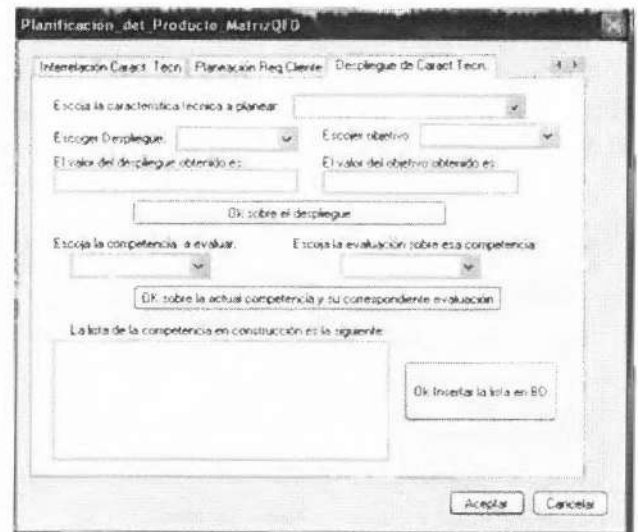 Planificación_del_Producto_MatrizQFD
Interrelación Caract. Tecn. Planeación Req.Cliente Despliegue de Caract Tecn.
Escoja la característica técnica a planear
Escoger Despliegue. Escojer objetivo
El valor del despliegue obtenido es: El valor del objetivo obtenido es:
Ok sobre el despliegue
Escoja la competencia a evaluar. Escoja la evaluación sobre esa competencia
OK sobre la actual competencia y su correspondiente evaluación
La lista de la competencia en construcción es la siguiente:
Ok Insertar la lista en BD
Aceptar Cancelar